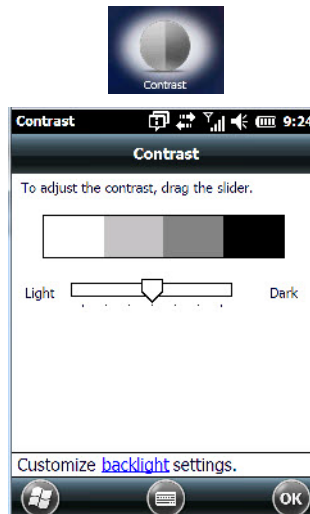 Contrast
Contrast 9:24
Contrast
To adjust the contrast, drag the slider.
Light Dark
Customize backlight settings.
OK